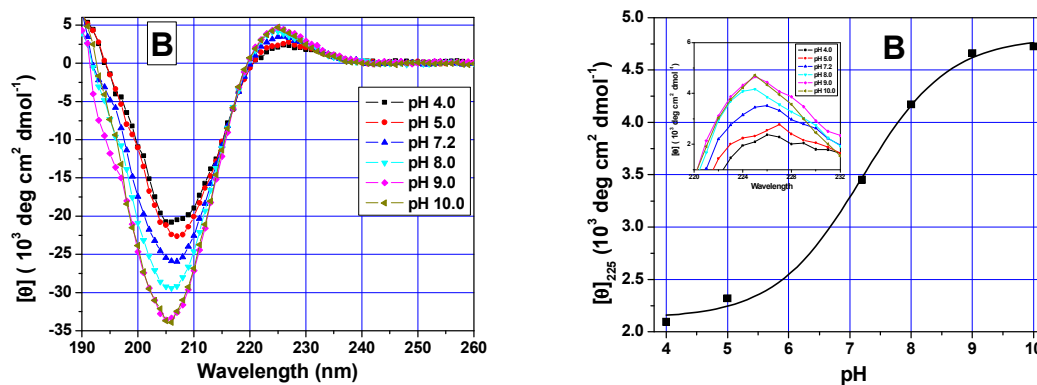 B
[θ] ( 10³ deg cm² dmol⁻¹)
5
0
-5
-10
-15
-20
-25
-30
-35
pH 4.0
pH 5.0
pH 7.2
pH 8.0
pH 9.0
pH 10.0
190 200 210 220 230 240 250 260
Wavelength (nm)
B
[θ]₂₂₅ (10³ deg cm² dmol⁻¹)
5.0
4.5
4.0
3.5
3.0
2.5
2.0
[θ] ( 10³ deg cm² dmol⁻¹)
6
4
2
pH 4.0
pH 5.0
pH 7.2
pH 8.0
pH 9.0
pH 10.0
220 224 228 232
Wavelength
4 5 6 7 8 9 10
pH